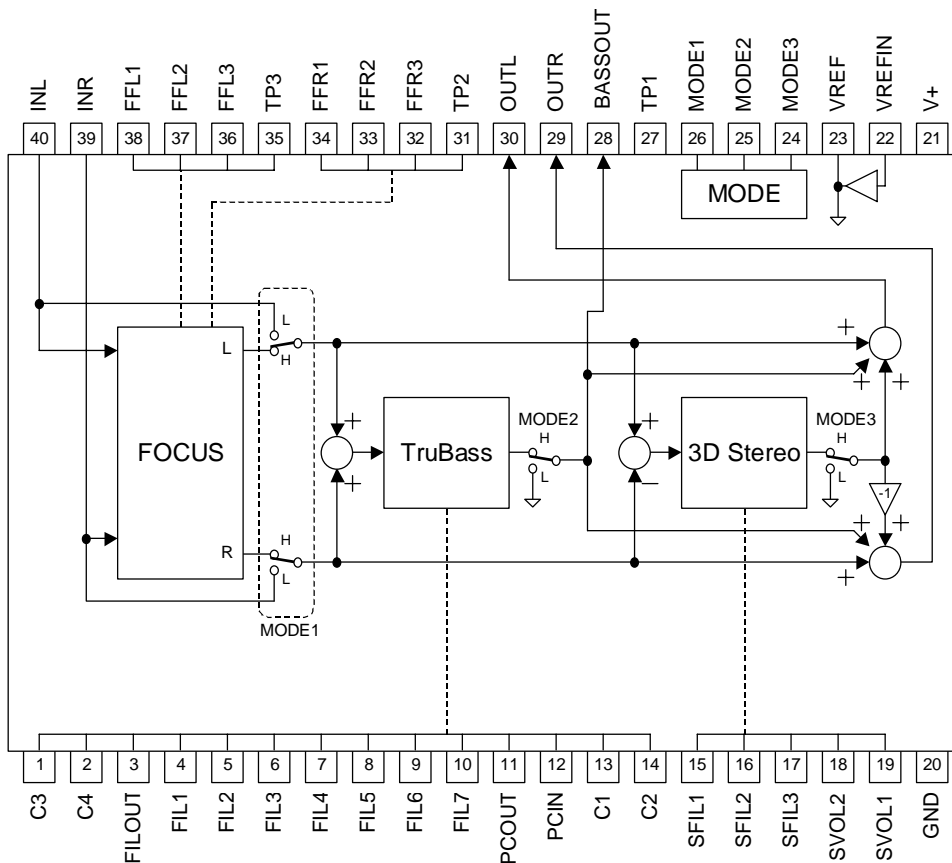 INL
INR
FFL1
FFL2
FFL3
TP3
FFR1
FFR2
FFR3
TP2
OUTL
OUTR
BASSOUT
TP1
MODE1
MODE2
MODE3
VREF
VREFIN
V+
40
39
38
37
36
35
34
33
32
31
30
29
28
27
26
25
24
23
22
21
MODE
L
L
H
+
+
+
+
FOCUS
+
+
TruBass
MODE2
H
L
+
−
3D Stereo
MODE3
H
L
-1
R
H
L
+
+
+
MODE1
1
2
3
4
5
6
7
8
9
10
11
12
13
14
15
16
17
18
19
20
C3
C4
FILOUT
FIL1
FIL2
FIL3
FIL4
FIL5
FIL6
FIL7
PCOUT
PCIN
C1
C2
SFIL1
SFIL2
SFIL3
SVOL2
SVOL1
GND